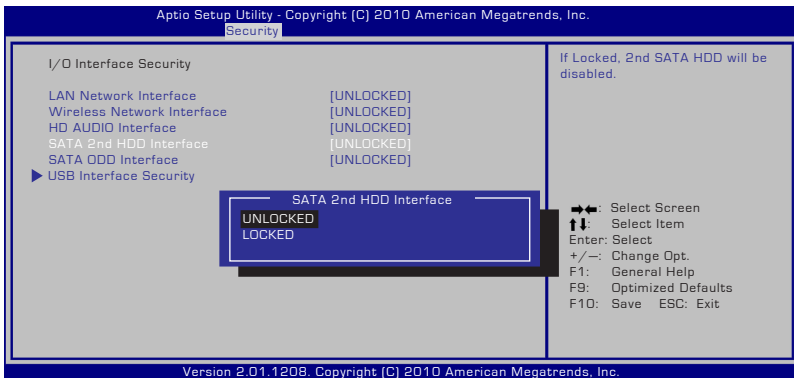 Aptio Setup Utility - Copyright (C) 2010 American Megatrends, Inc.
Security
I/O Interface Security
LAN Network Interface [UNLOCKED]
Wireless Network Interface [UNLOCKED]
HD AUDIO Interface [UNLOCKED]
SATA 2nd HDD Interface [UNLOCKED]
SATA ODD Interface [UNLOCKED]
USB Interface Security
SATA 2nd HDD Interface
UNLOCKED
LOCKED
If Locked, 2nd SATA HDD will be
disabled.
→←: Select Screen
↑↓: Select Item
Enter: Select
+/—: Change Opt.
F1: General Help
F9: Optimized Defaults
F10: Save ESC: Exit
Version 2.01.1208. Copyright (C) 2010 American Megatrends, Inc.